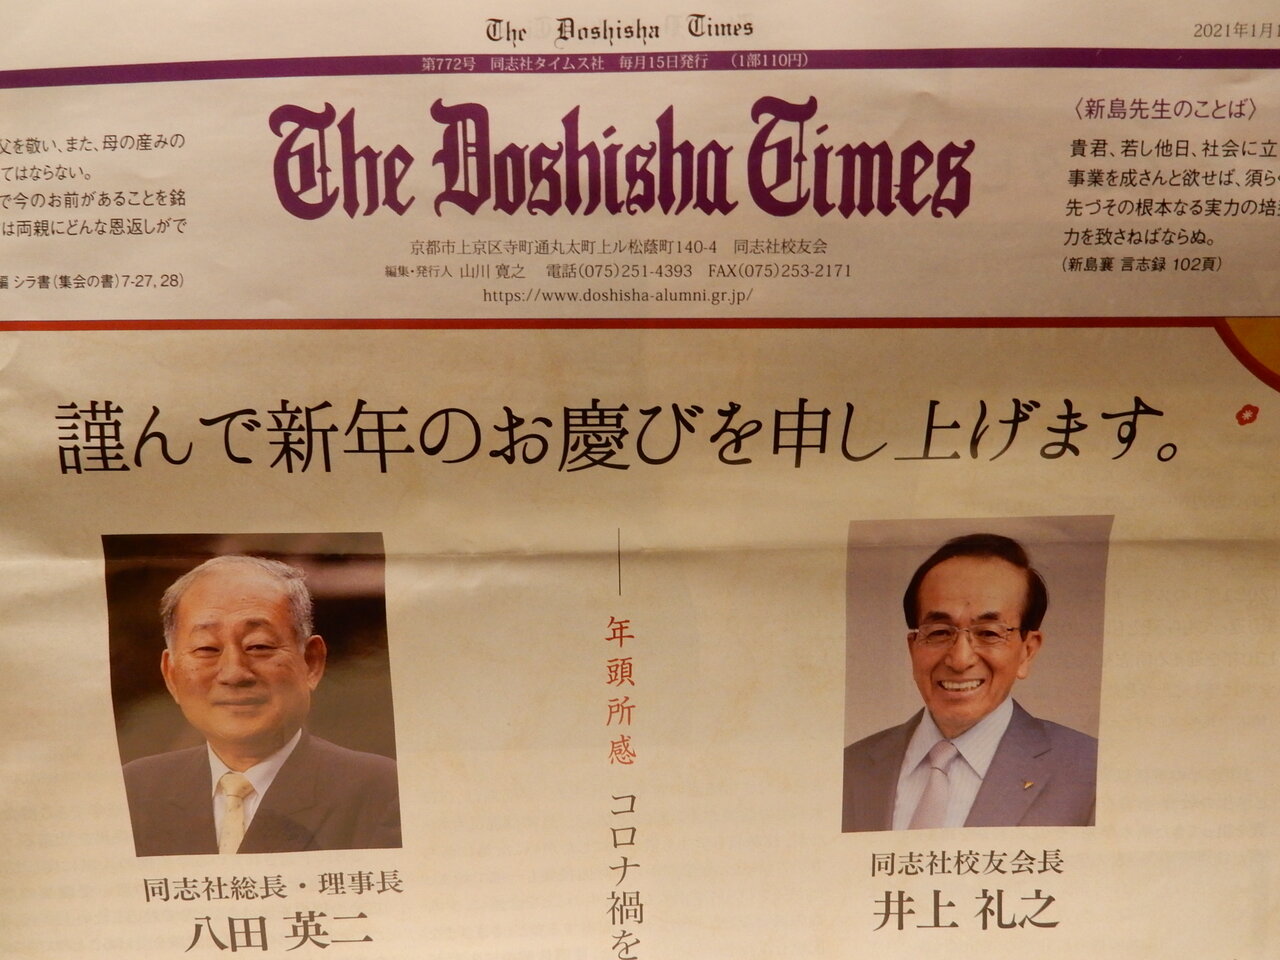 The Doshisha Times
2021年1月1
第772号 同志社タイムス社 毎月15日発行 （1部110円）
The Doshisha Times
京都市上京区寺町通丸太町上ル松蔭町140-4 同志社校友会
編集・発行人 山川 寛之 電話(075)251-4393 FAX(075)253-2171
https://www.doshisha-alumni.gr.jp/
父を敬い、また、母の産みの
てはならない。
で今のお前があることを銘
は両親にどんな恩返しがで
シラ書(集会の書)7-27, 28)
〈新島先生のことば〉
貴君、若し他日、社会に立
事業を成さんと欲せば、須ら
先づその根本なる実力の培
力を致さねばならぬ。
(新島襄 言志録 102頁)
謹んで新年のお慶びを申し上げます。
年頭所感 コロナ禍を
同志社総長・理事長
八田 英二
同志社校友会長
井上 礼之